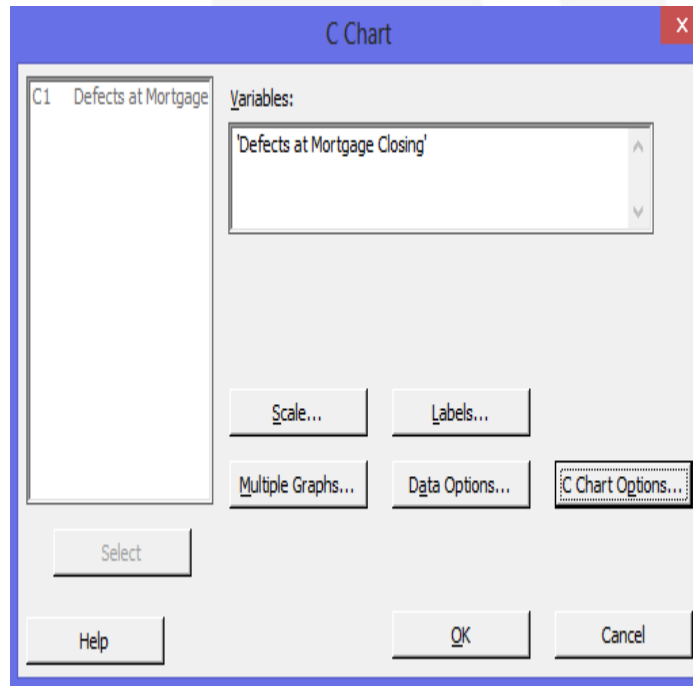 C Chart
x
C1 Defects at Mortgage
Variables:
'Defects at Mortgage Closing'
Scale...
Labels...
Multiple Graphs...
Data Options...
C Chart Options...
Select
Help
OK
Cancel